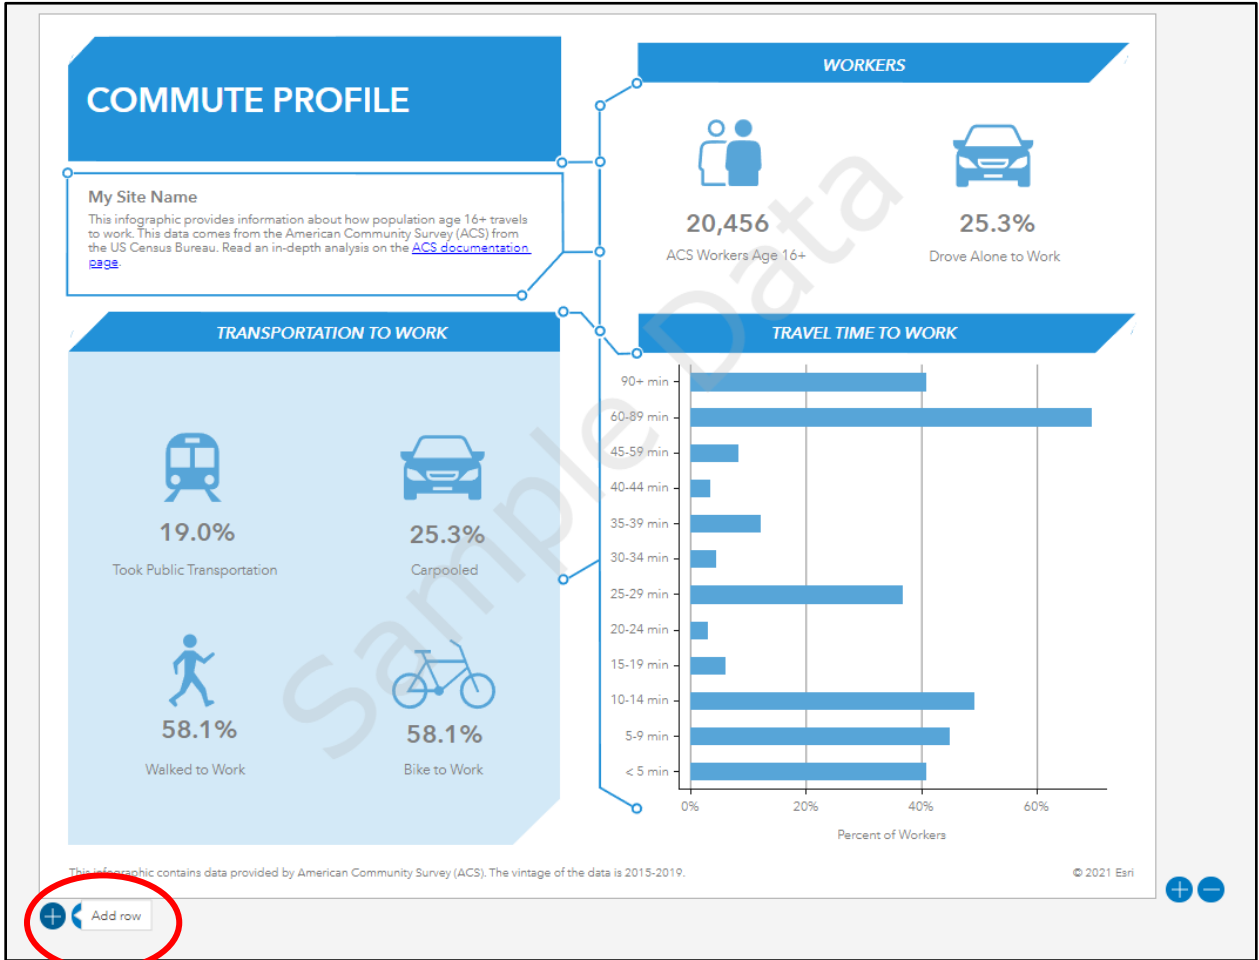 COMMUTE PROFILE
My Site Name
This infographic provides information about how population age 16+ travels
to work. This data comes from the American Community Survey (ACS) from
the US Census Bureau. Read an in-depth analysis on the ACS documentation
page.
WORKERS
20,456
ACS Workers Age 16+
25.3%
Drove Alone to Work
TRANSPORTATION TO WORK
19.0%
Took Public Transportation
25.3%
Carpooled
58.1%
Walked to Work
58.1%
Bike to Work
TRAVEL TIME TO WORK
90+ min
60-89 min
45-59 min
40-44 min
35-39 min
30-34 min
25-29 min
20-24 min
15-19 min
10-14 min
5-9 min
< 5 min
0% 20% 40% 60%
Percent of Workers
Sample Data
This infographic contains data provided by American Community Survey (ACS). The vintage of the data is 2015-2019.
© 2021 Esri
Add row